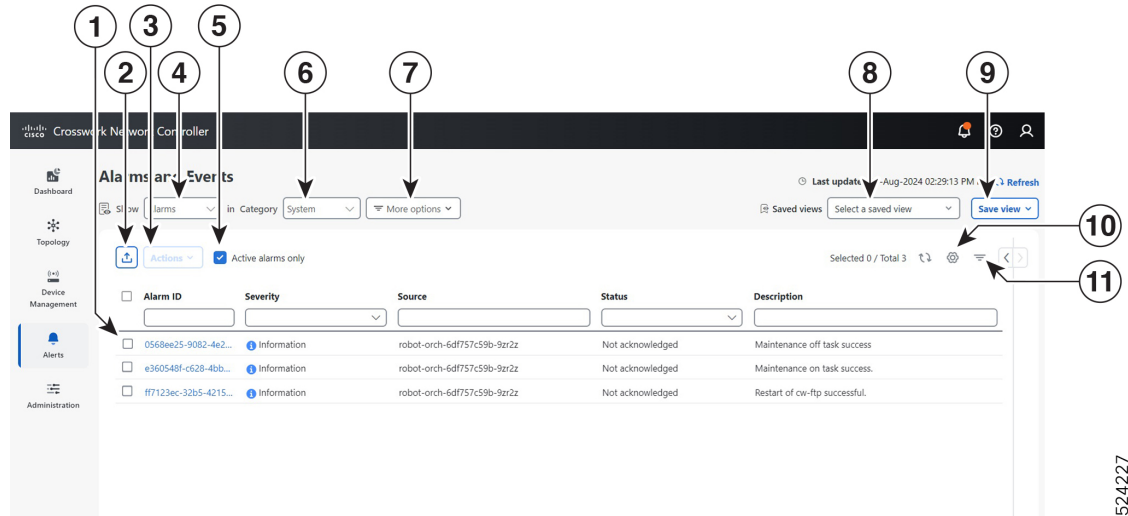 1 3 5
2 4 6 7 8 9
cisco Crosswork Network Controller
Dashboard
Topology
Device Management
Alerts
Administration
Alarms and Events
Last update -Aug-2024 02:29:13 PM Refresh
Show Alarms in Category System More options
Saved views Select a saved view Save view
10
Actions Active alarms only
Selected 0 / Total 3
11
Alarm ID Severity Source Status Description
0568ee25-9082-4e2... Information robot-orch-6df757c59b-9zr2z Not acknowledged Maintenance off task success
e360548f-c628-4bb... Information robot-orch-6df757c59b-9zr2z Not acknowledged Maintenance on task success.
ff7123ec-32b5-4215... Information robot-orch-6df757c59b-9zr2z Not acknowledged Restart of cw-ftp successful.
524227